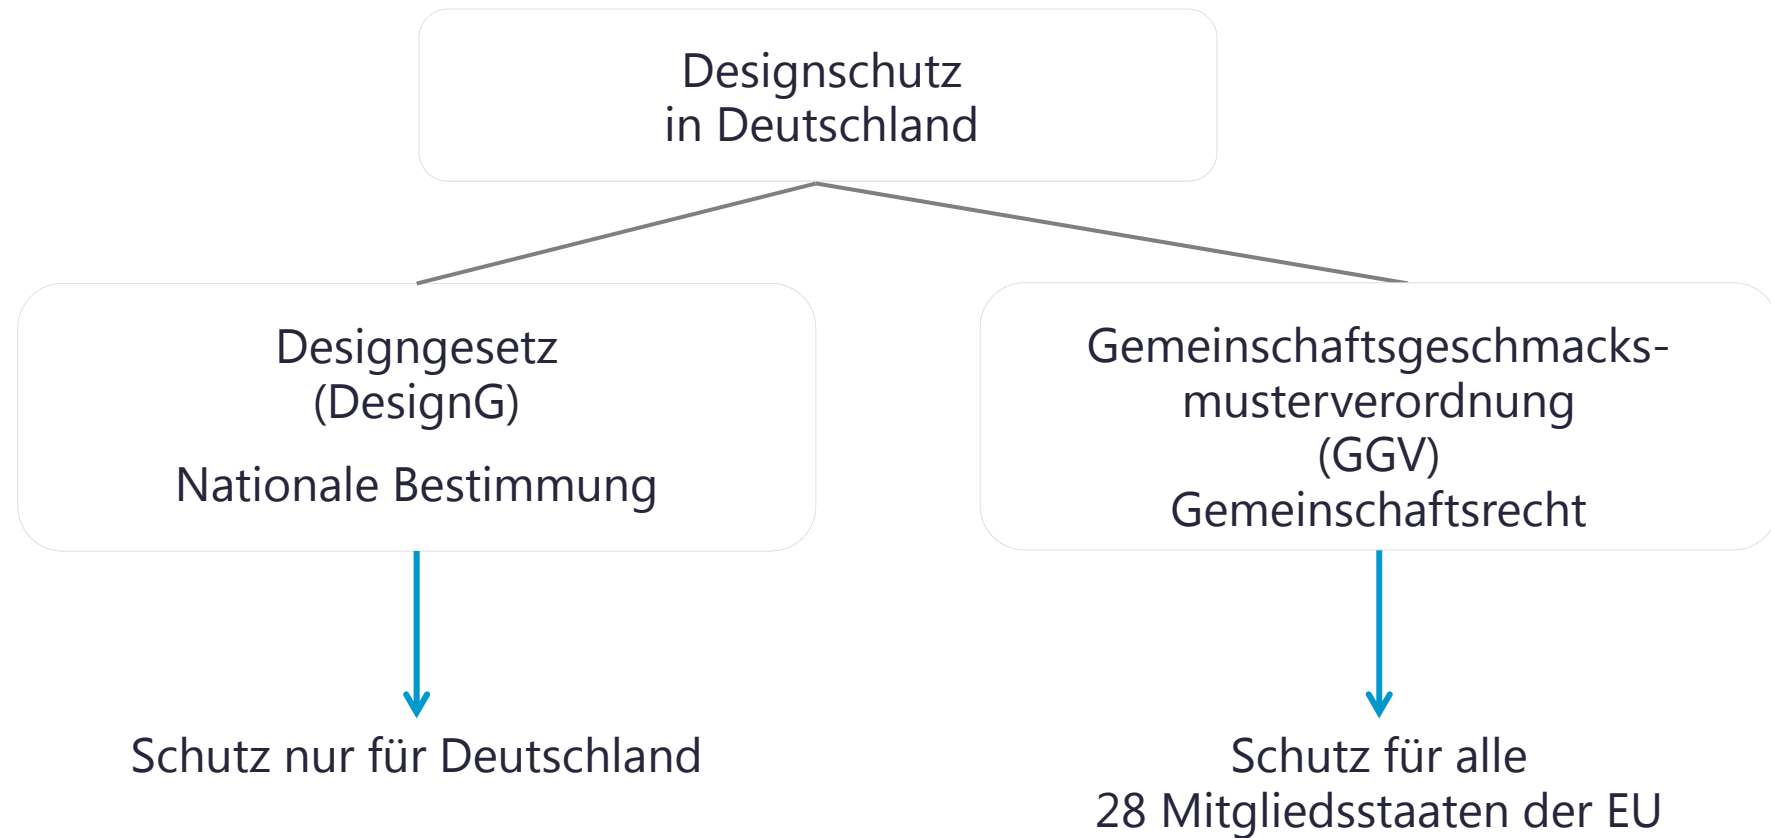 Designschutz
in Deutschland
Designgesetz
(DesignG)
Nationale Bestimmung
Gemeinschaftsgeschmacks-
musterverordnung
(GGV)
Gemeinschaftsrecht
Schutz nur für Deutschland
Schutz für alle
28 Mitgliedsstaaten der EU